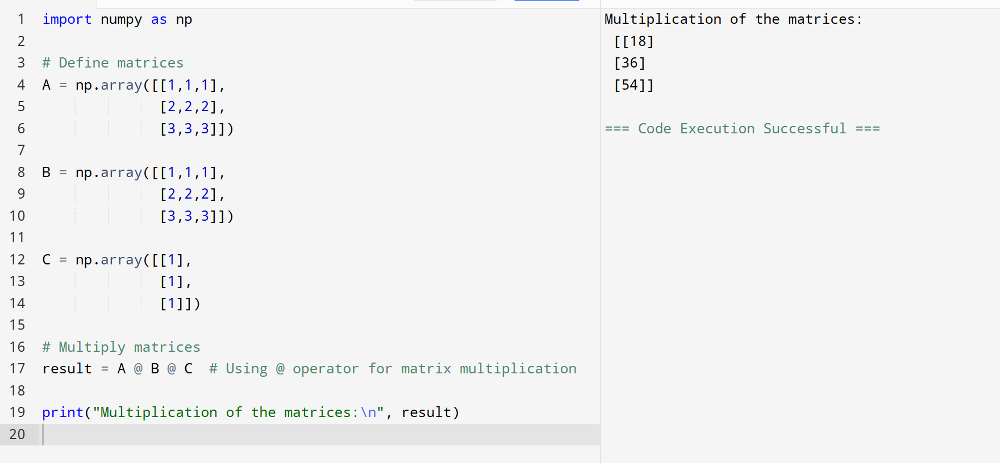 1 import numpy as np
2
3 # Define matrices
4 A = np.array([[1,1,1],
5               [2,2,2],
6               [3,3,3]])
7
8 B = np.array([[1,1,1],
9               [2,2,2],
10               [3,3,3]])
11
12 C = np.array([[1],
13               [1],
14               [1]])
15
16 # Multiply matrices
17 result = A @ B @ C  # Using @ operator for matrix multiplication
18
19 print("Multiplication of the matrices:\n", result)
20
Multiplication of the matrices:
 [[18]
 [36]
 [54]]
=== Code Execution Successful ===